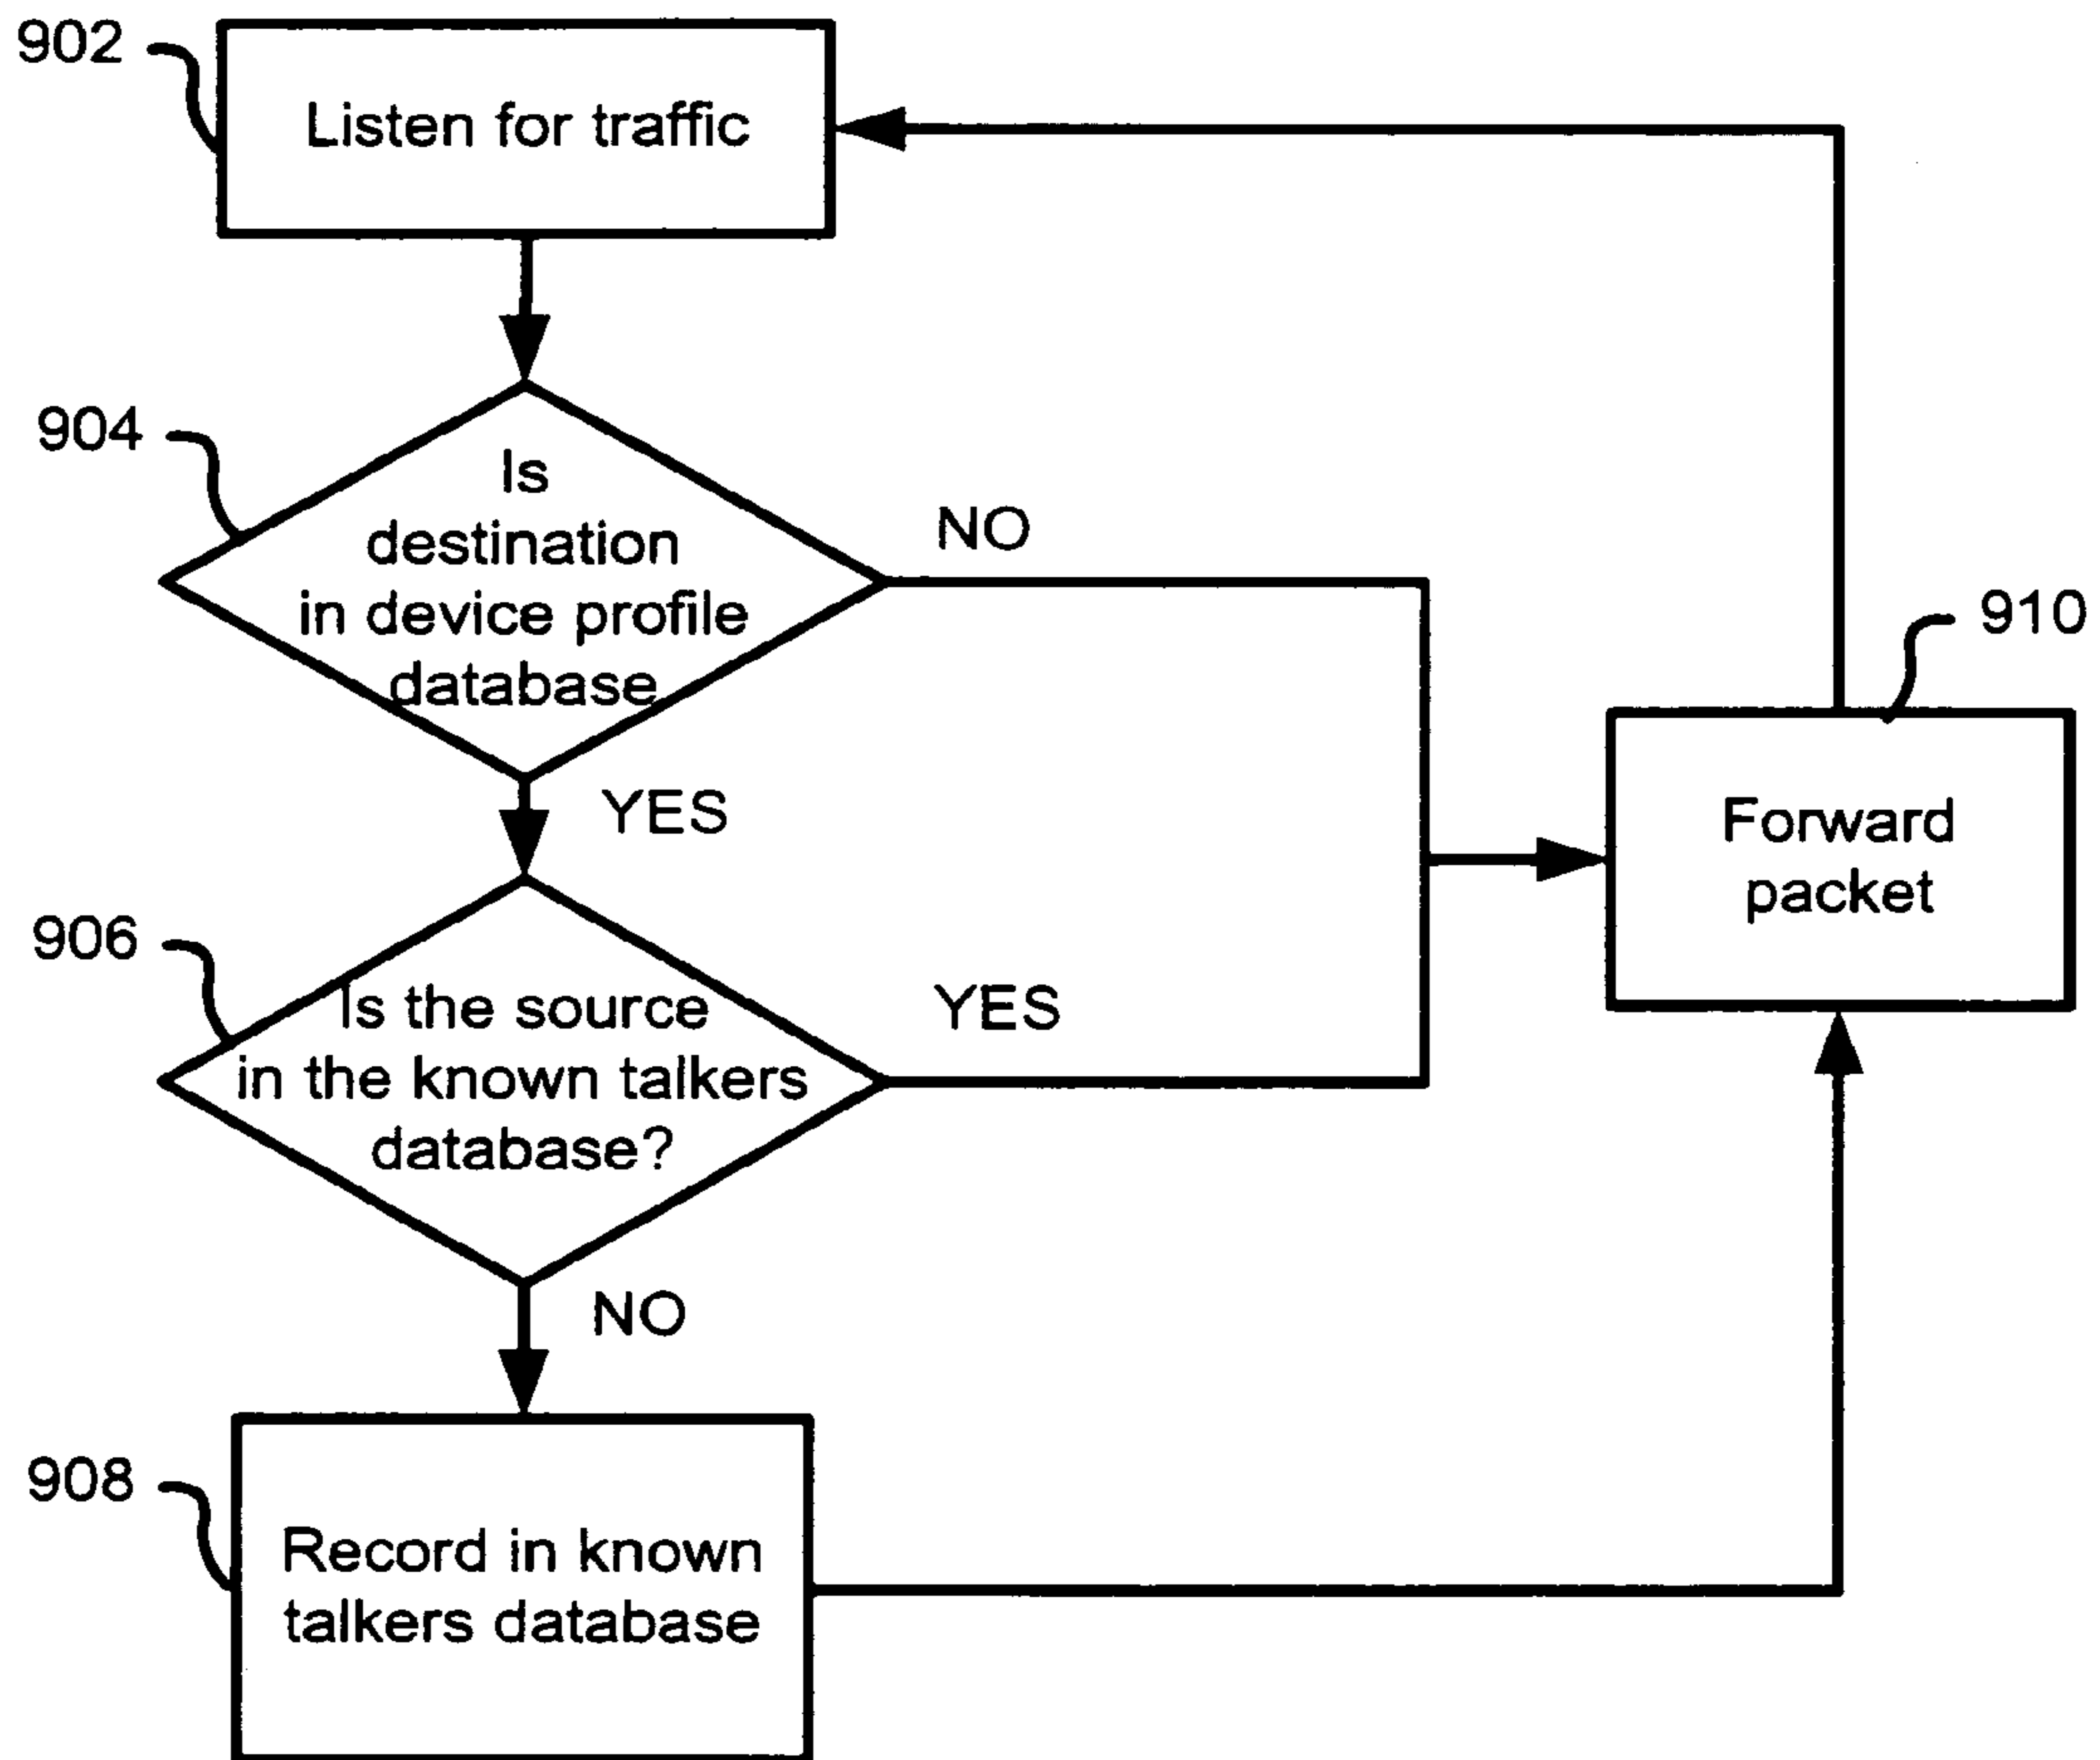 902
Listen for traffic
904
Is
destination
in device profile
database
NO
910
YES
Forward
packet
906
Is the source
in the known talkers
database?
YES
NO
908
Record in known
talkers database